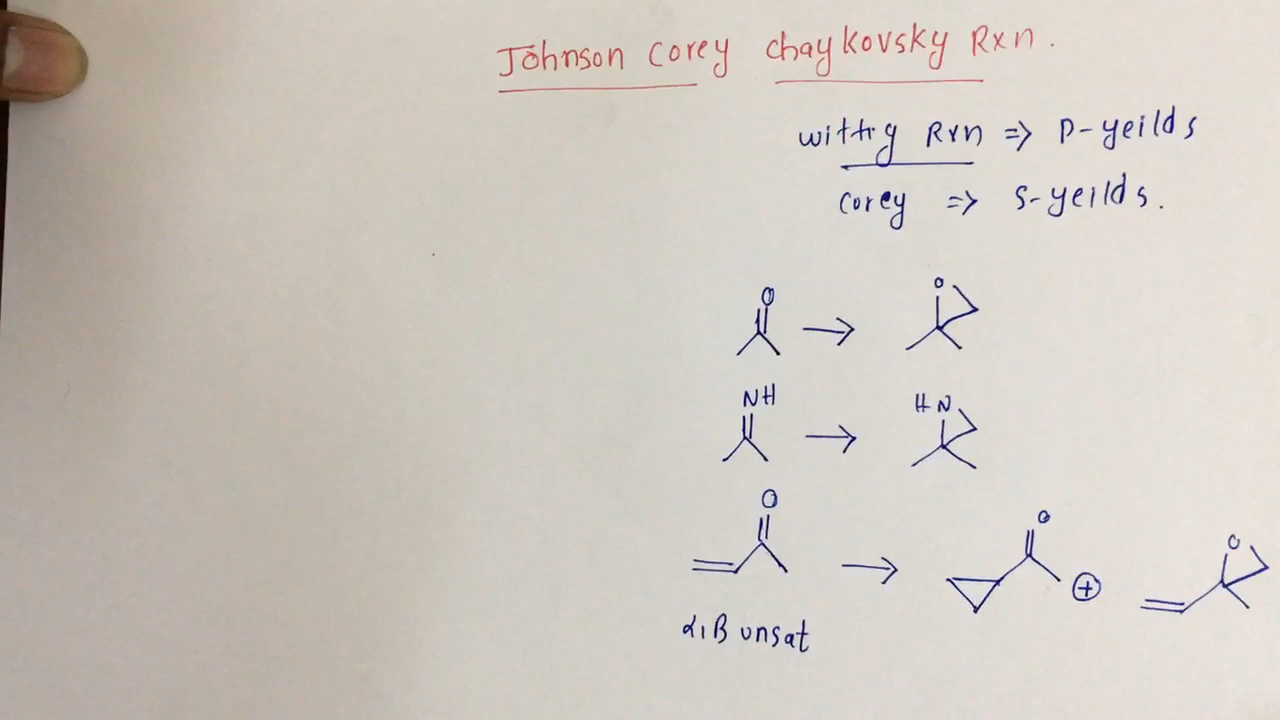 Johnson Corey Chaykovsky Rxn.
wittig Rxn => P-yeilds
Corey => S-yeilds.
O
O
NH
HN
O
O
+
O
α,β unsat